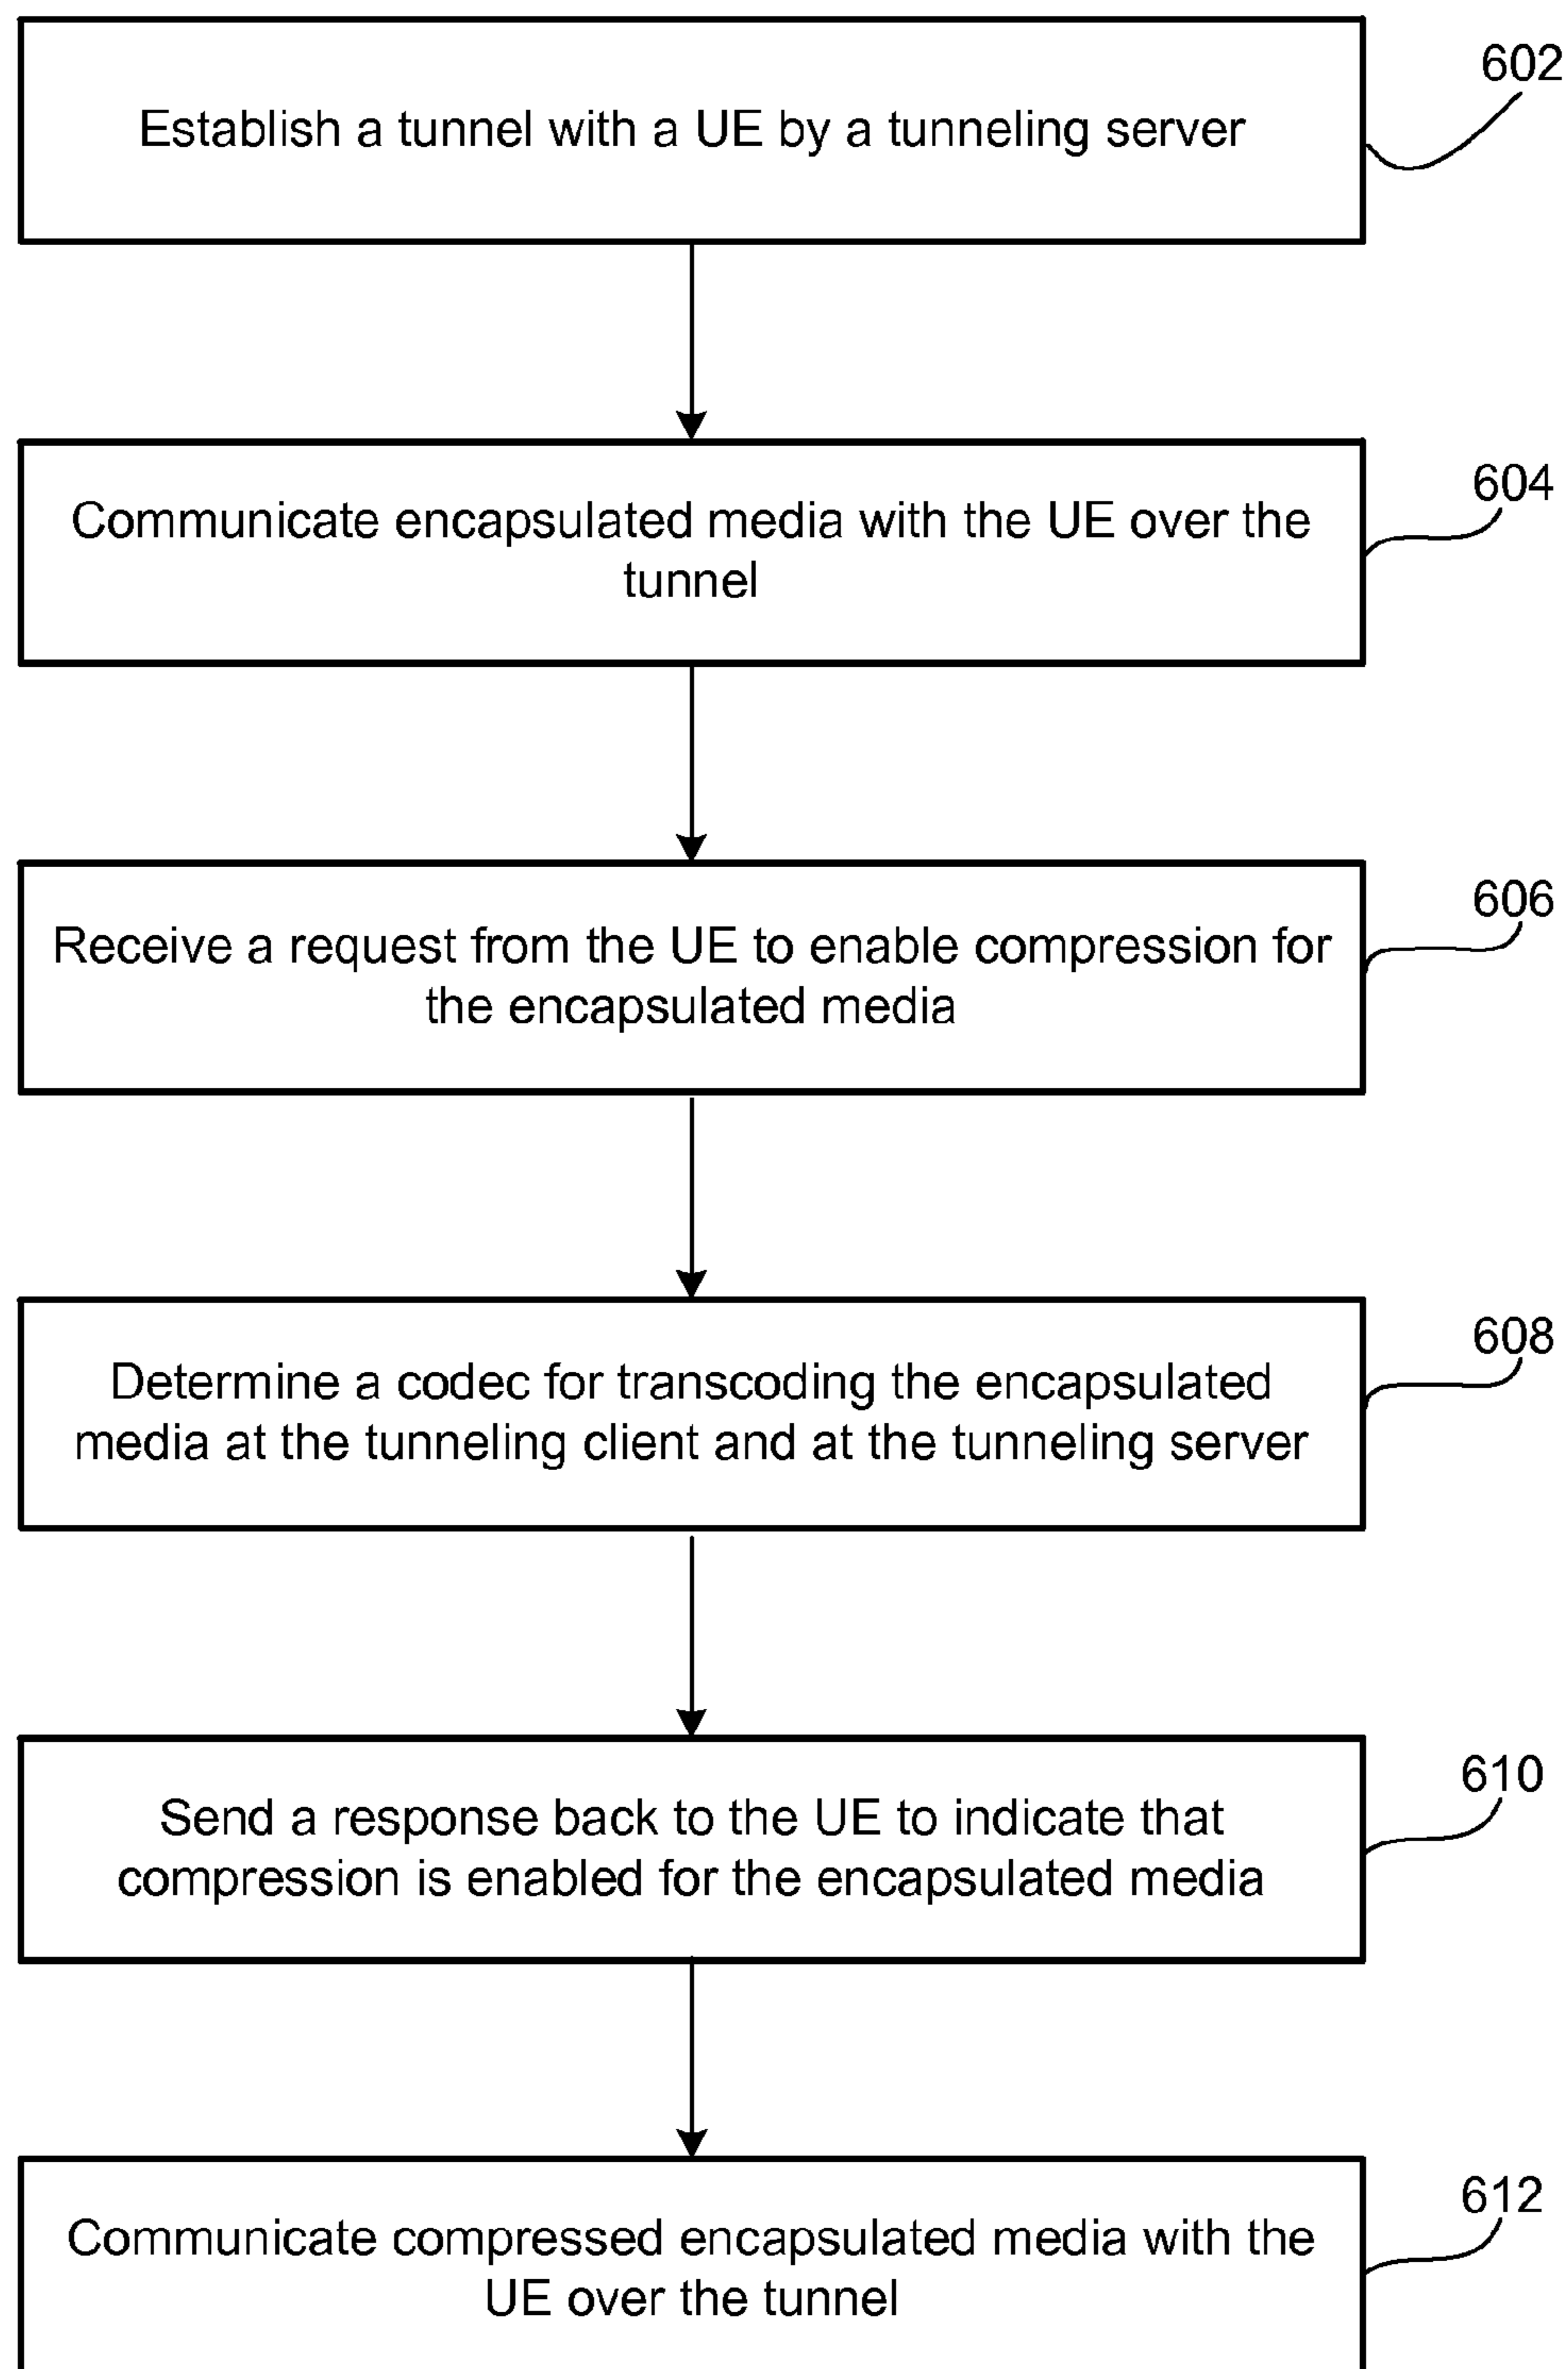 602
Establish a tunnel with a UE by a tunneling server
604
Communicate encapsulated media with the UE over the
tunnel
606
Receive a request from the UE to enable compression for
the encapsulated media
608
Determine a codec for transcoding the encapsulated
media at the tunneling client and at the tunneling server
610
Send a response back to the UE to indicate that
compression is enabled for the encapsulated media
612
Communicate compressed encapsulated media with the
UE over the tunnel